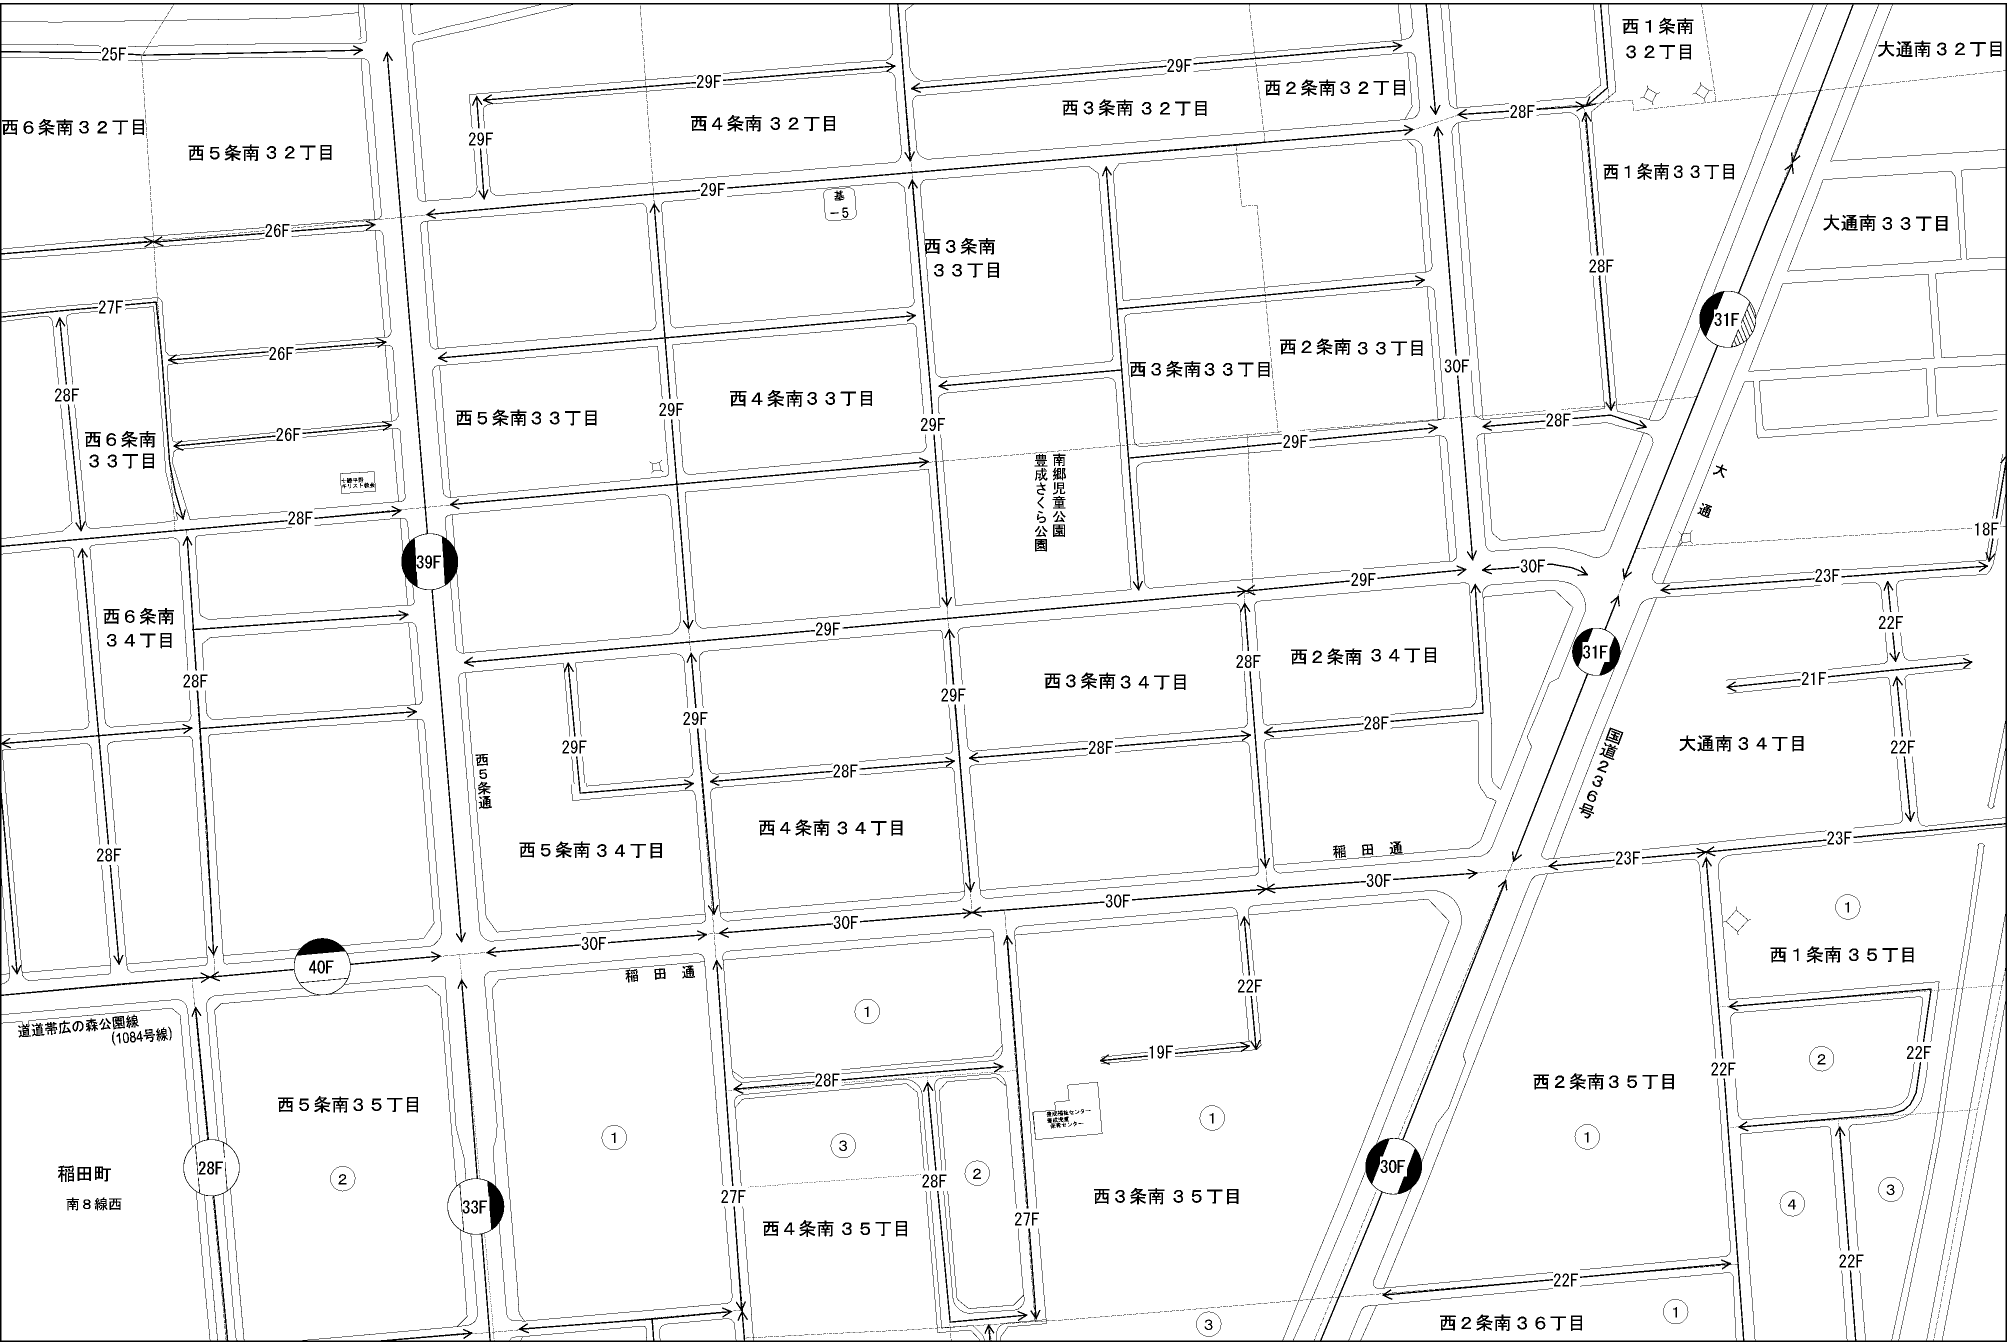 西１条南
３２丁目
大通南３２丁目
25F
29F
29F
西２条南３２丁目
西３条南３２丁目
西４条南３２丁目
28F
西６条南３２丁目
29F
西５条南３２丁目
西１条南３３丁目
29F
基
－5
大通南３３丁目
26F
西３条南
３３丁目
28F
27F
31F
26F
西２条南３３丁目
30F
西３条南３３丁目
28F
西４条南３３丁目
29F
西５条南３３丁目
29F
28F
26F
西６条南
３３丁目
29F
大通
南郷児童公園
豊成さくら公園
28F
18F
39F
30F
29F
23F
西６条南
３４丁目
29F
22F
31F
西２条南３４丁目
28F
28F
西３条南３４丁目
29F
21F
29F
28F
国道２３６号
大通南３４丁目
22F
29F
28F
28F
西５条通
西４条南３４丁目
稲田通
23F
西５条南３４丁目
28F
23F
30F
30F
30F
30F
①
西１条南３５丁目
40F
稲田通
22F
①
道道帯広の森公園線
(1084号線)
19F
②
22F
28F
22F
西２条南３５丁目
西５条南３５丁目
①
①
①
③
28F
②
30F
稲田町
②
南８線西
27F
西３条南３５丁目
③
④
33F
27F
西４条南３５丁目
22F
22F
③
西２条南３６丁目
①